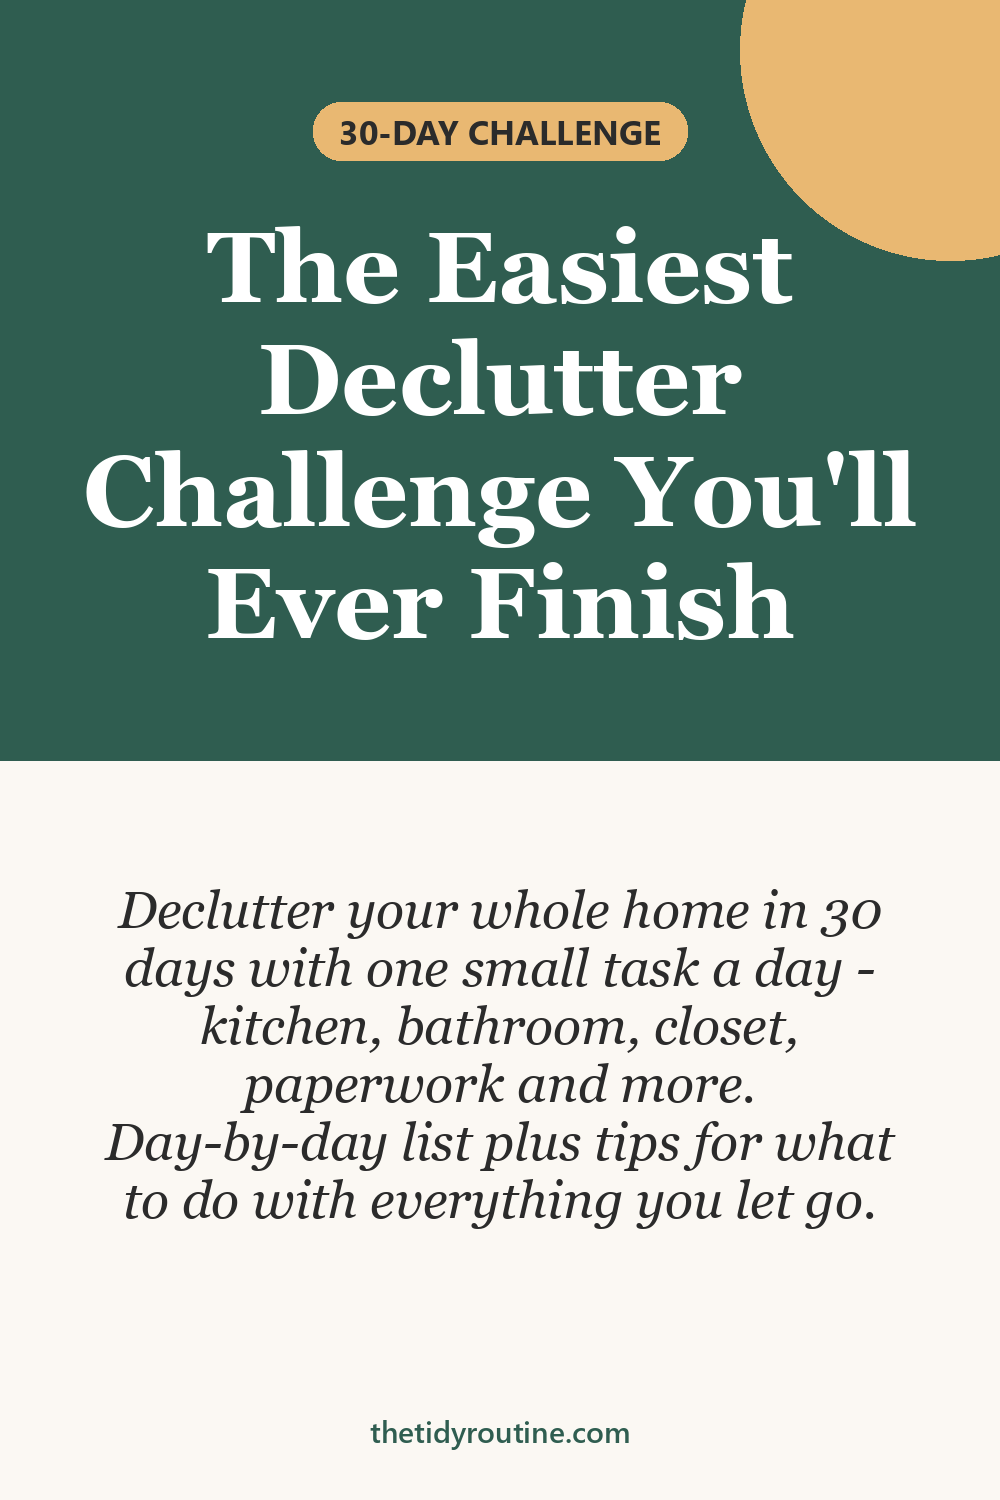 30-DAY CHALLENGE
The Easiest
Declutter
Challenge You'll
Ever Finish
Declutter your whole home in 30
days with one small task a day -
kitchen, bathroom, closet,
paperwork and more.
Day-by-day list plus tips for what
to do with everything you let go.
thetidyroutine.com